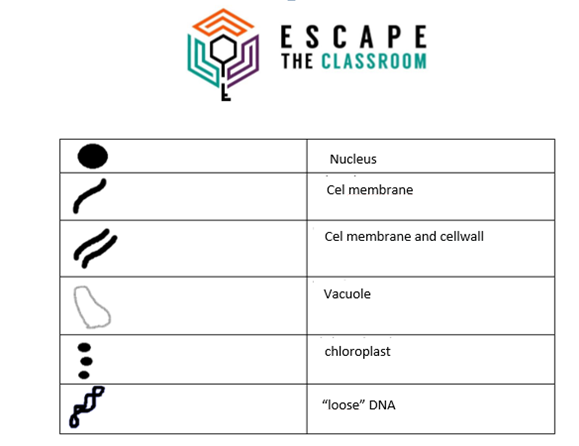 ESCAPE
THE CLASSROOM
Nucleus
Cel membrane
Cel membrane and cellwall
Vacuole
chloroplast
“loose” DNA